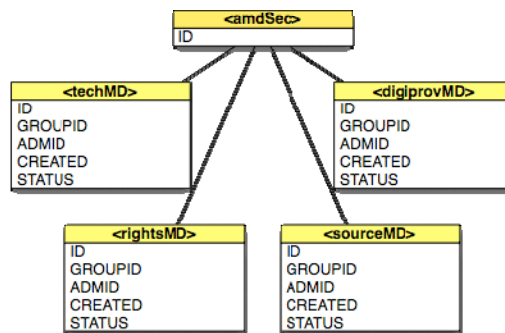 <amdSec>
ID
<techMD>
ID
GROUPID
ADMID
CREATED
STATUS
<digiprovMD>
ID
GROUPID
ADMID
CREATED
STATUS
<rightsMD>
ID
GROUPID
ADMID
CREATED
STATUS
<sourceMD>
ID
GROUPID
ADMID
CREATED
STATUS